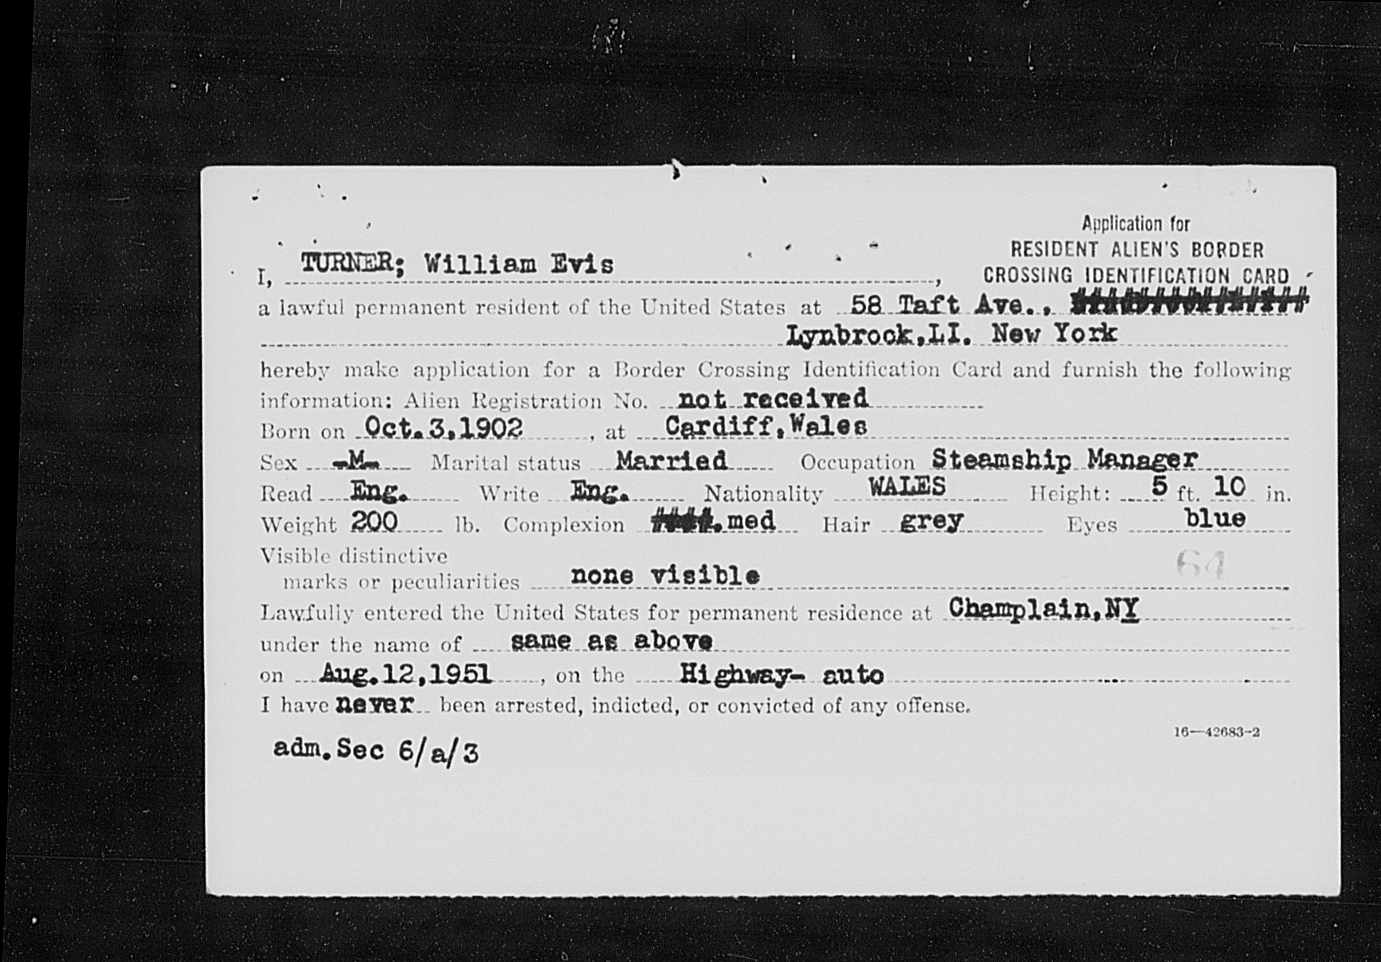 Application for
RESIDENT ALIEN'S BORDER
CROSSING IDENTIFICATION CARD
I, TURNER; William Evis ,
a lawful permanent resident of the United States at 58 Taft Ave.,
Lynbrook,LI. New York
hereby make application for a Border Crossing Identification Card and furnish the following
information: Alien Registration No. not received
Born on Oct.3,1902 , at Cardiff,Wales
Sex -M- Marital status Married Occupation Steamship Manager
Read Eng. Write Eng. Nationality WALES Height: 5 ft. 10 in.
Weight 200 lb. Complexion med Hair grey Eyes blue
Visible distinctive
marks or peculiarities none visible
64
Lawfully entered the United States for permanent residence at Champlain,NY
under the name of same as above
on Aug.12,1951 , on the Highway- auto
I have never been arrested, indicted, or convicted of any offense.
16—42683-2
adm.Sec 6/a/3